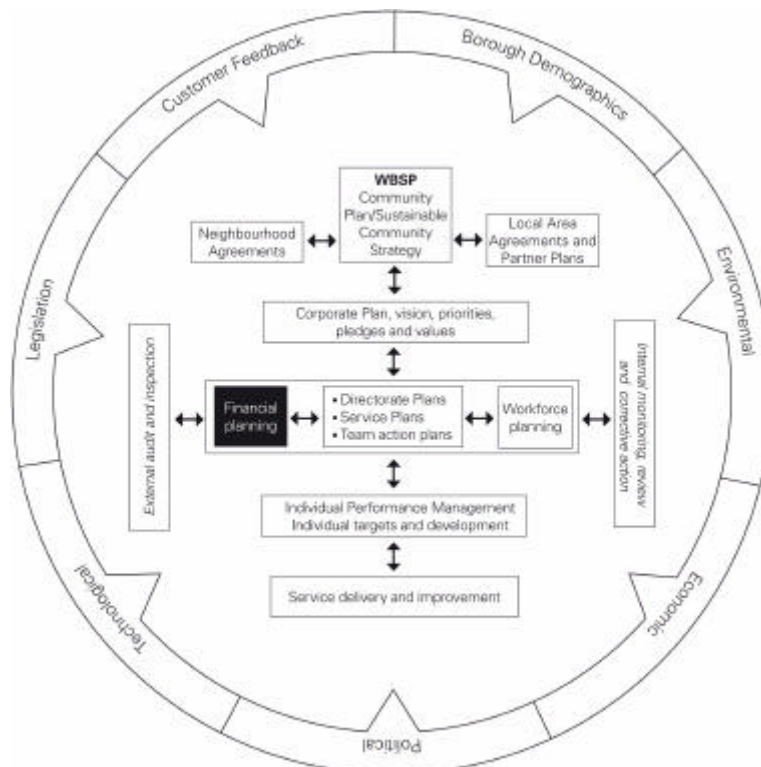 Customer Feedback
Borough Demographics
Legislation
Environmental
Technological
Economic
Political
WBSP
Community
Plan/Sustainable
Community
Strategy
Neighbourhood
Agreements
Local Area
Agreements and
Partner Plans
Corporate Plan, vision, priorities,
pledges and values
External audit and inspection
Financial
planning
▪ Directorate Plans
▪ Service Plans
▪ Team action plans
Workforce
planning
Internal monitoring, review
and corrective action
Individual Performance Management
Individual targets and development
Service delivery and improvement